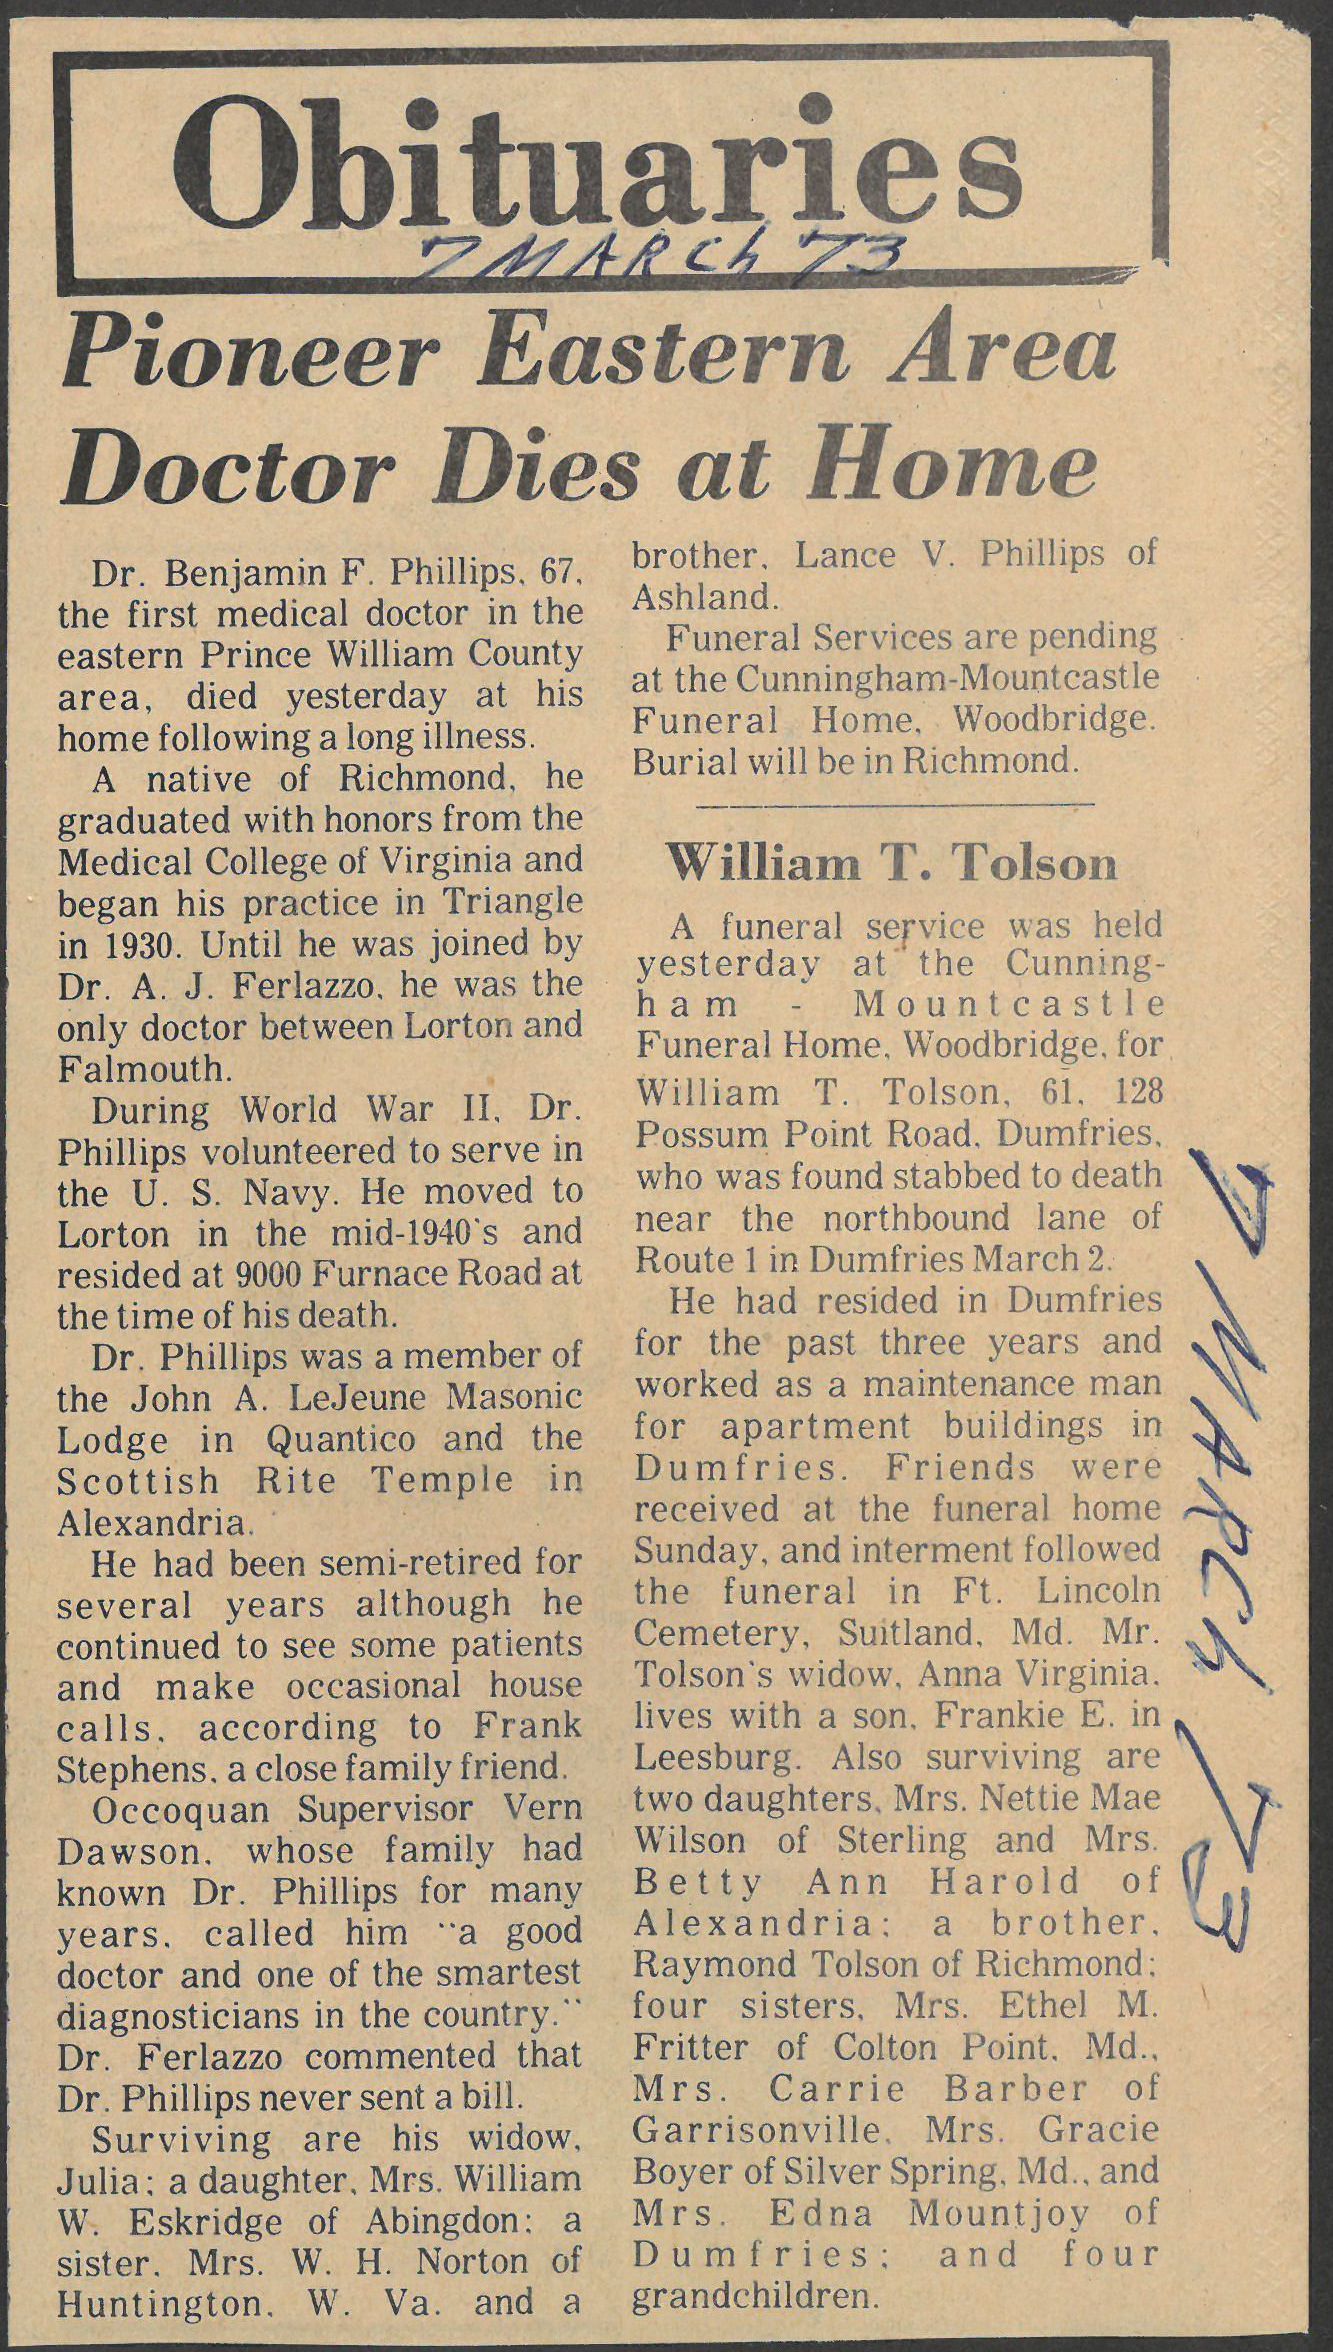 Obituaries
7 MARCh 73
Pioneer Eastern Area
Doctor Dies at Home
Dr. Benjamin F. Phillips, 67,
the first medical doctor in the
eastern Prince William County
area, died yesterday at his
home following a long illness.
A native of Richmond, he
graduated with honors from the
Medical College of Virginia and
began his practice in Triangle
in 1930. Until he was joined by
Dr. A. J. Ferlazzo, he was the
only doctor between Lorton and
Falmouth.
During World War II, Dr.
Phillips volunteered to serve in
the U. S. Navy. He moved to
Lorton in the mid-1940's and
resided at 9000 Furnace Road at
the time of his death.
Dr. Phillips was a member of
the John A. LeJeune Masonic
Lodge in Quantico and the
Scottish Rite Temple in
Alexandria.
He had been semi-retired for
several years although he
continued to see some patients
and make occasional house
calls, according to Frank
Stephens, a close family friend.
Occoquan Supervisor Vern
Dawson, whose family had
known Dr. Phillips for many
years, called him "a good
doctor and one of the smartest
diagnosticians in the country."
Dr. Ferlazzo commented that
Dr. Phillips never sent a bill.
Surviving are his widow,
Julia; a daughter, Mrs. William
W. Eskridge of Abingdon; a
sister, Mrs. W. H. Norton of
Huntington, W. Va. and a
brother, Lance V. Phillips of
Ashland.
Funeral Services are pending
at the Cunningham-Mountcastle
Funeral Home, Woodbridge.
Burial will be in Richmond.
William T. Tolson
A funeral service was held
yesterday at the Cunning-
ham - Mountcastle
Funeral Home, Woodbridge, for
William T. Tolson, 61, 128
Possum Point Road, Dumfries,
who was found stabbed to death
near the northbound lane of
Route 1 in Dumfries March 2.
He had resided in Dumfries
for the past three years and
worked as a maintenance man
for apartment buildings in
Dumfries. Friends were
received at the funeral home
Sunday, and interment followed
the funeral in Ft. Lincoln
Cemetery, Suitland, Md. Mr.
Tolson's widow, Anna Virginia,
lives with a son, Frankie E. in
Leesburg. Also surviving are
two daughters, Mrs. Nettie Mae
Wilson of Sterling and Mrs.
Betty Ann Harold of
Alexandria; a brother,
Raymond Tolson of Richmond;
four sisters, Mrs. Ethel M.
Fritter of Colton Point, Md.,
Mrs. Carrie Barber of
Garrisonville, Mrs. Gracie
Boyer of Silver Spring, Md., and
Mrs. Edna Mountjoy of
Dumfries; and four
grandchildren.
7 MARCh 73